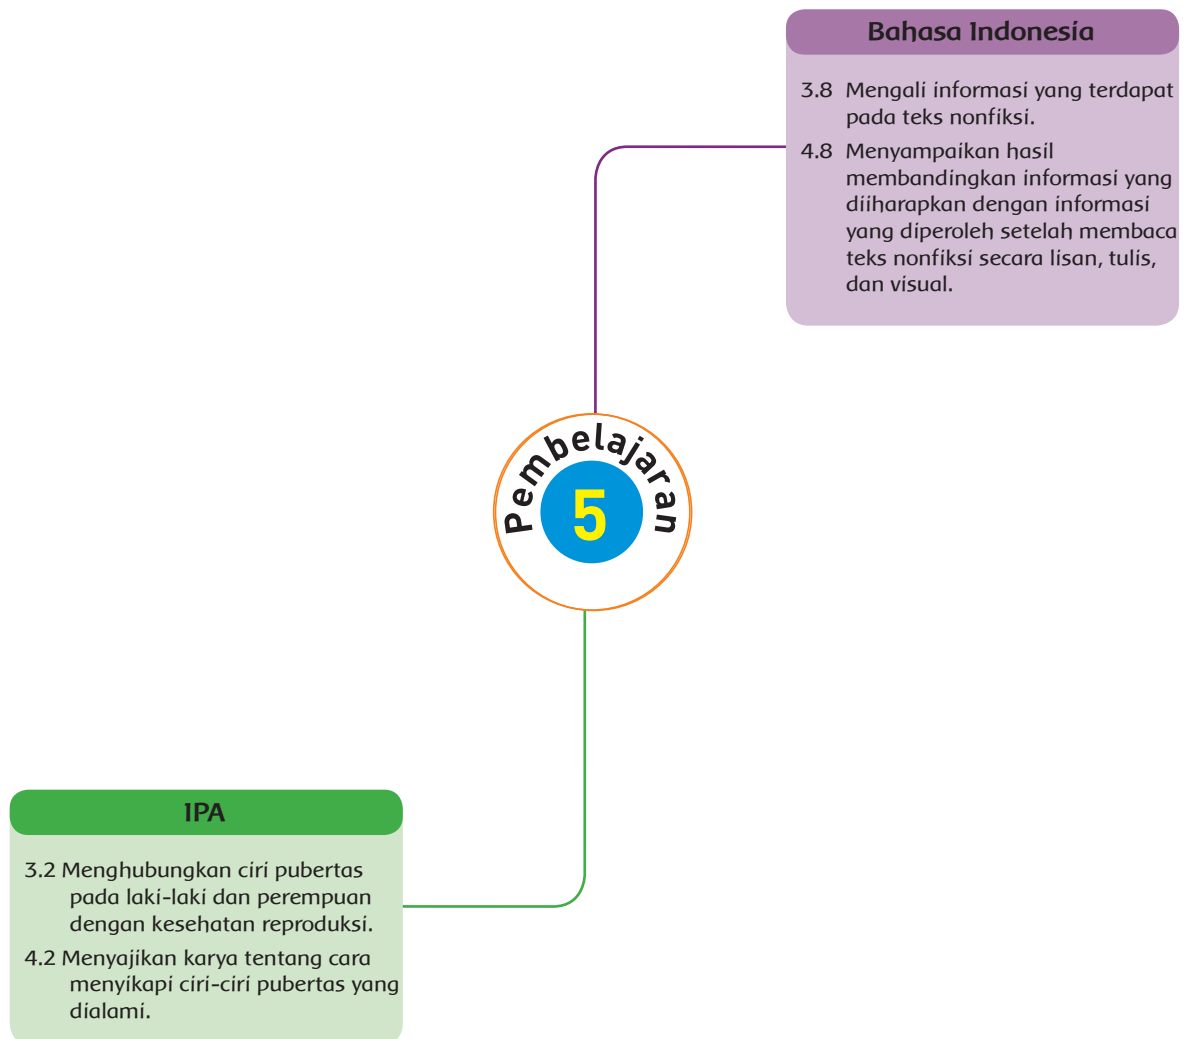 Bahasa Indonesia
3.8 Mengali informasi yang terdapat
pada teks nonfiksi.
4.8 Menyampaikan hasil
membandingkan informasi yang
diiharapkan dengan informasi
yang diperoleh setelah membaca
teks nonfiksi secara lisan, tulis,
dan visual.
Pembelajaran
5
IPA
3.2 Menghubungkan ciri pubertas
pada laki-laki dan perempuan
dengan kesehatan reproduksi.
4.2 Menyajikan karya tentang cara
menyikapi ciri-ciri pubertas yang
dialami.